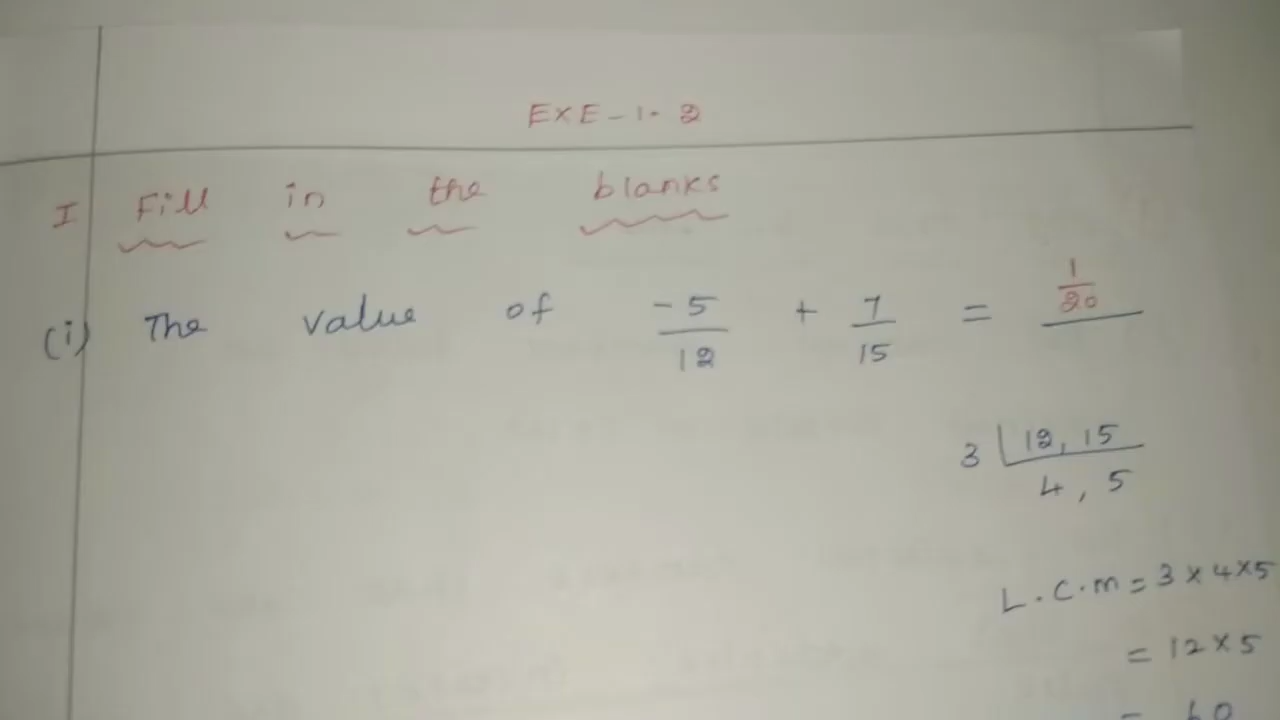 EXE-1.2
I Fill in the blanks
(i) The value of -5/12 + 7/15 = 1/20
3 | 12, 15
4, 5
L.C.M = 3×4×5
= 12×5
= 60